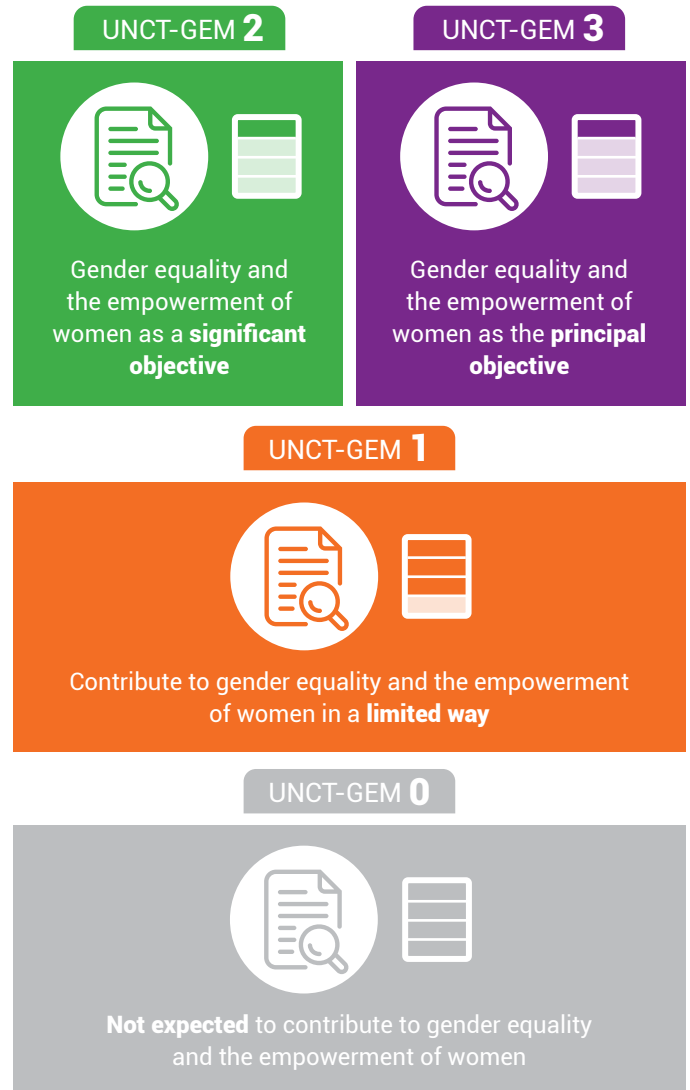 UNCT-GEM 2
Gender equality and
the empowerment of
women as a significant
objective
UNCT-GEM 3
Gender equality and
the empowerment of
women as the principal
objective
UNCT-GEM 1
Contribute to gender equality and the empowerment
of women in a limited way
UNCT-GEM 0
Not expected to contribute to gender equality
and the empowerment of women